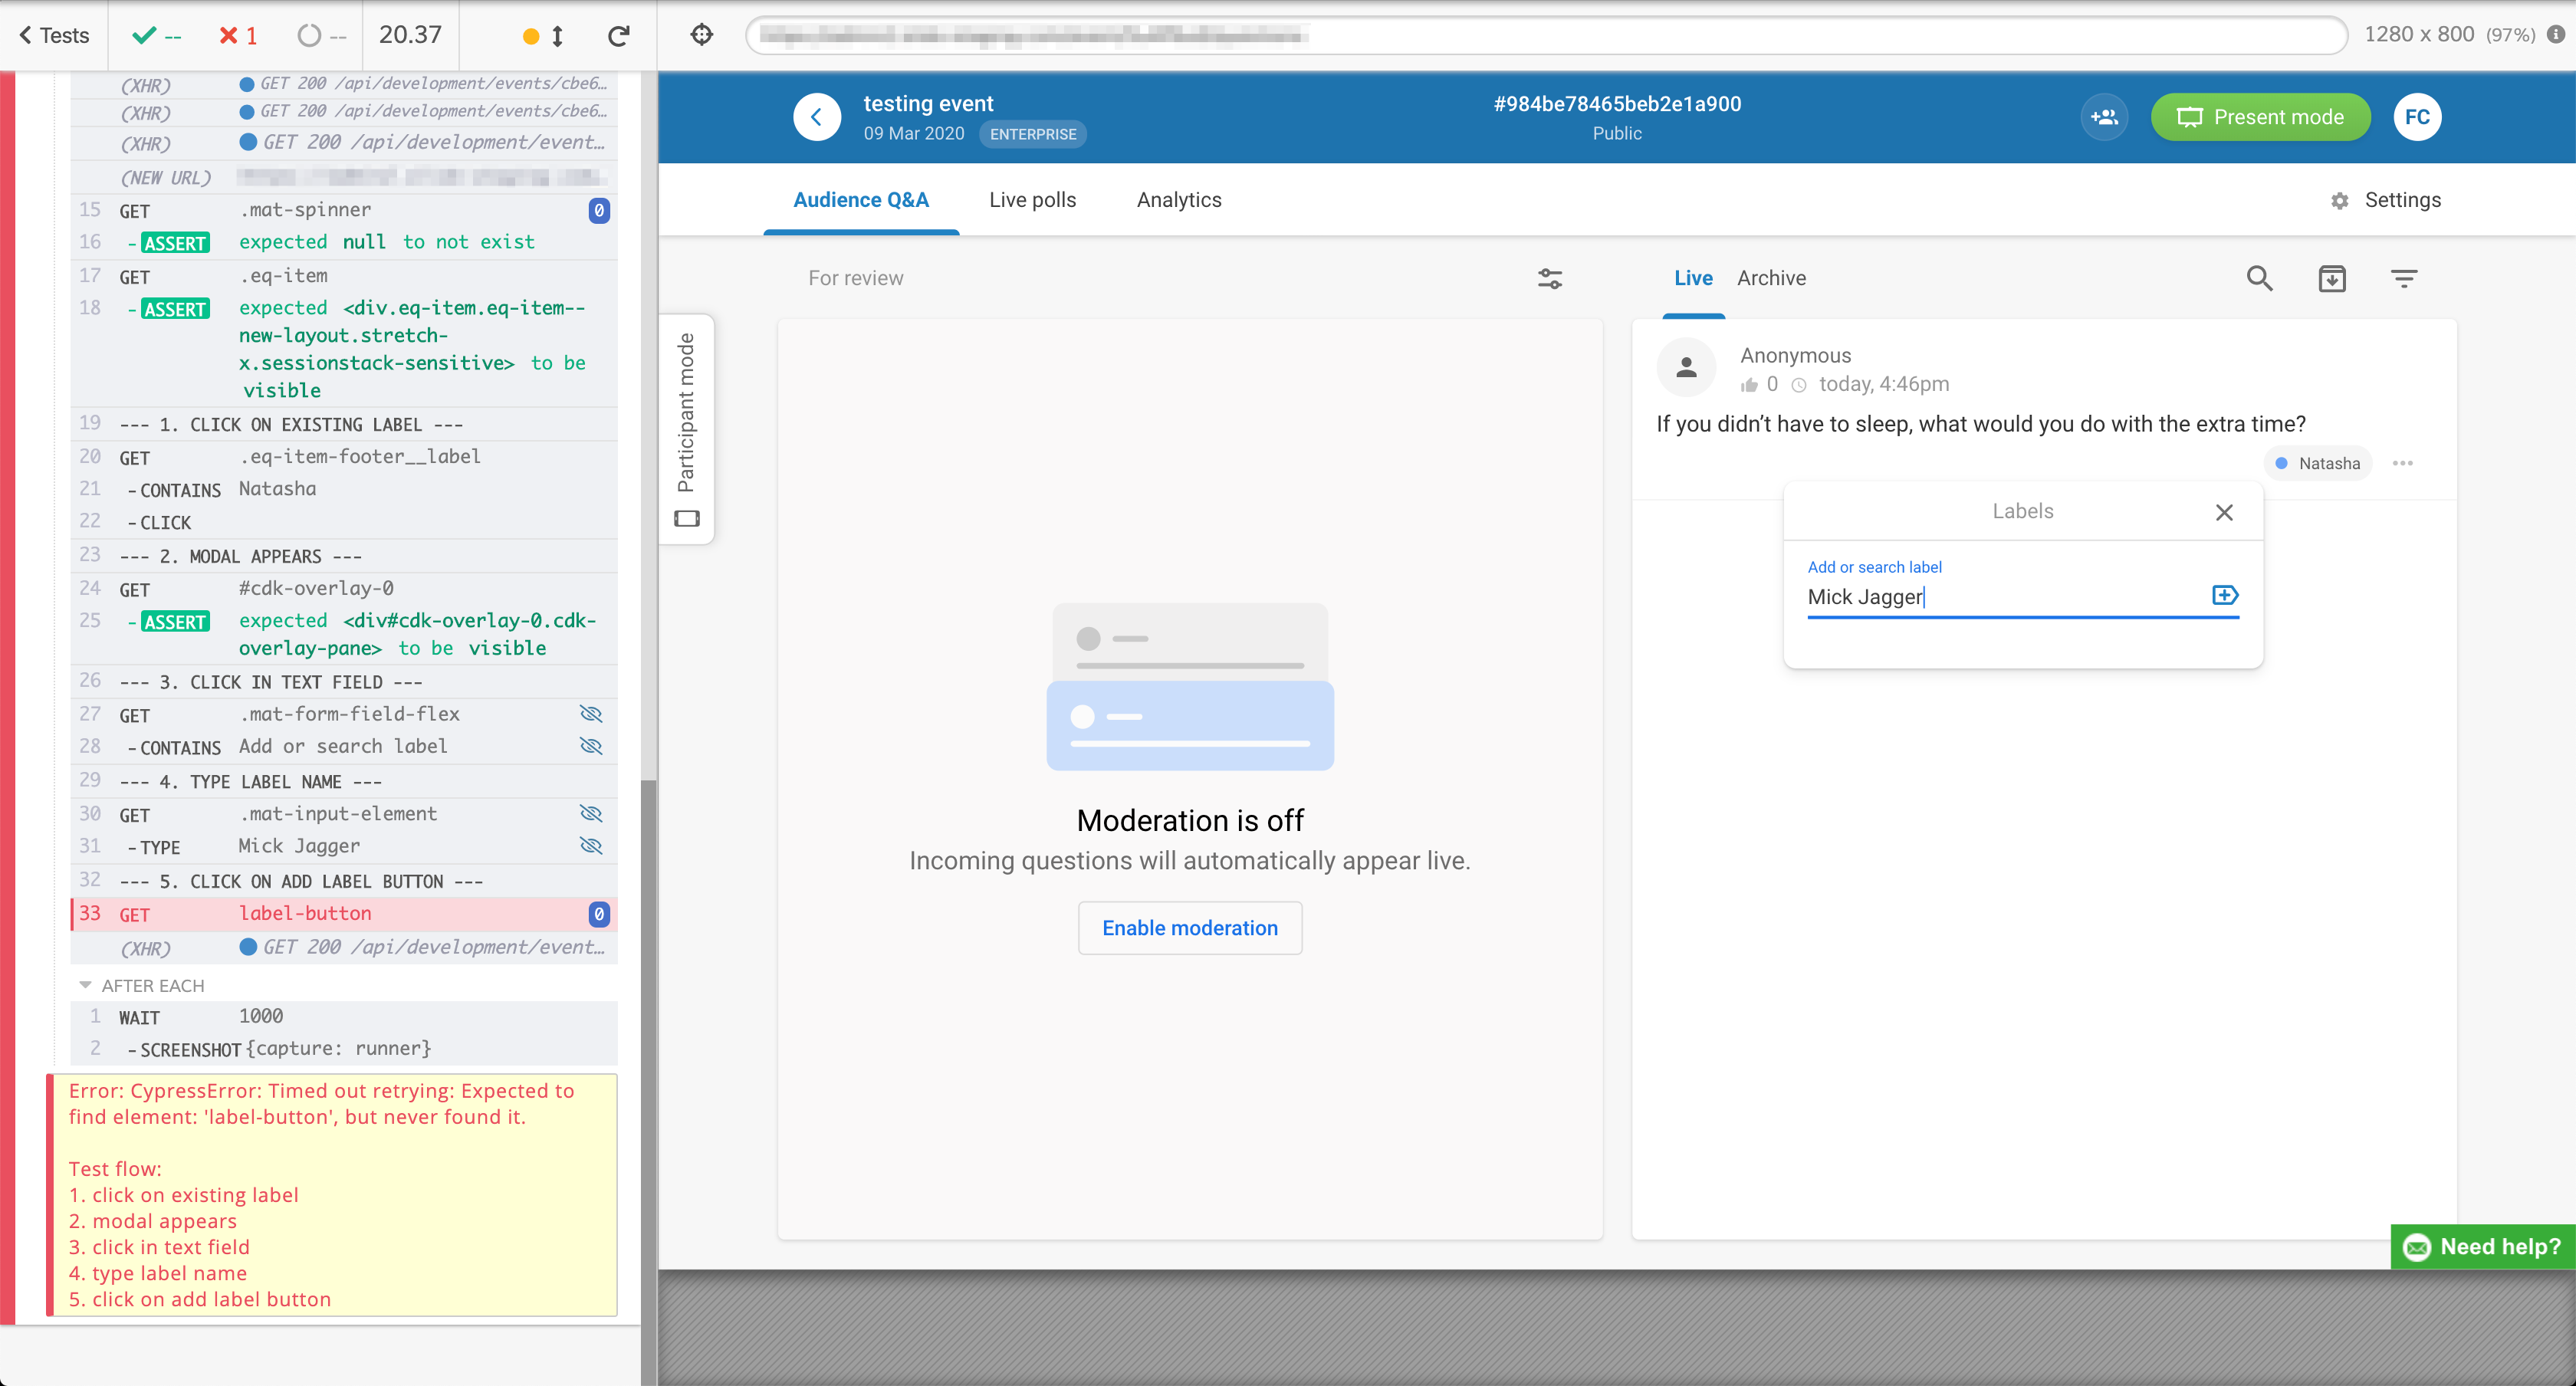 Tests
--
1
--
20.37
1280 x 800 (97%)
(XHR) GET 200 /api/development/events/cbe6…
(XHR) GET 200 /api/development/events/cbe6…
(XHR) GET 200 /api/development/event…
(NEW URL)
15 GET .mat-spinner 0
16 -ASSERT expected null to not exist
17 GET .eq-item
18 -ASSERT expected <div.eq-item.eq-item--
new-layout.stretch-
x.sessionstack-sensitive> to be
visible
19 --- 1. CLICK ON EXISTING LABEL ---
20 GET .eq-item-footer__label
21 -CONTAINS Natasha
22 -CLICK
23 --- 2. MODAL APPEARS ---
24 GET #cdk-overlay-0
25 -ASSERT expected <div#cdk-overlay-0.cdk-
overlay-pane> to be visible
26 --- 3. CLICK IN TEXT FIELD ---
27 GET .mat-form-field-flex
28 -CONTAINS Add or search label
29 --- 4. TYPE LABEL NAME ---
30 GET .mat-input-element
31 -TYPE Mick Jagger
32 --- 5. CLICK ON ADD LABEL BUTTON ---
33 GET label-button 0
(XHR) GET 200 /api/development/event…
AFTER EACH
1 WAIT 1000
2 -SCREENSHOT {capture: runner}
Error: CypressError: Timed out retrying: Expected to
find element: 'label-button', but never found it.
Test flow:
1. click on existing label
2. modal appears
3. click in text field
4. type label name
5. click on add label button
testing event
09 Mar 2020 ENTERPRISE
#984be78465beb2e1a900
Public
Present mode
FC
Audience Q&A Live polls Analytics
Settings
Participant mode
For review
Moderation is off
Incoming questions will automatically appear live.
Enable moderation
Live Archive
Anonymous
0 today, 4:46pm
If you didn’t have to sleep, what would you do with the extra time?
Natasha
Labels
Add or search label
Mick Jagger
Need help?